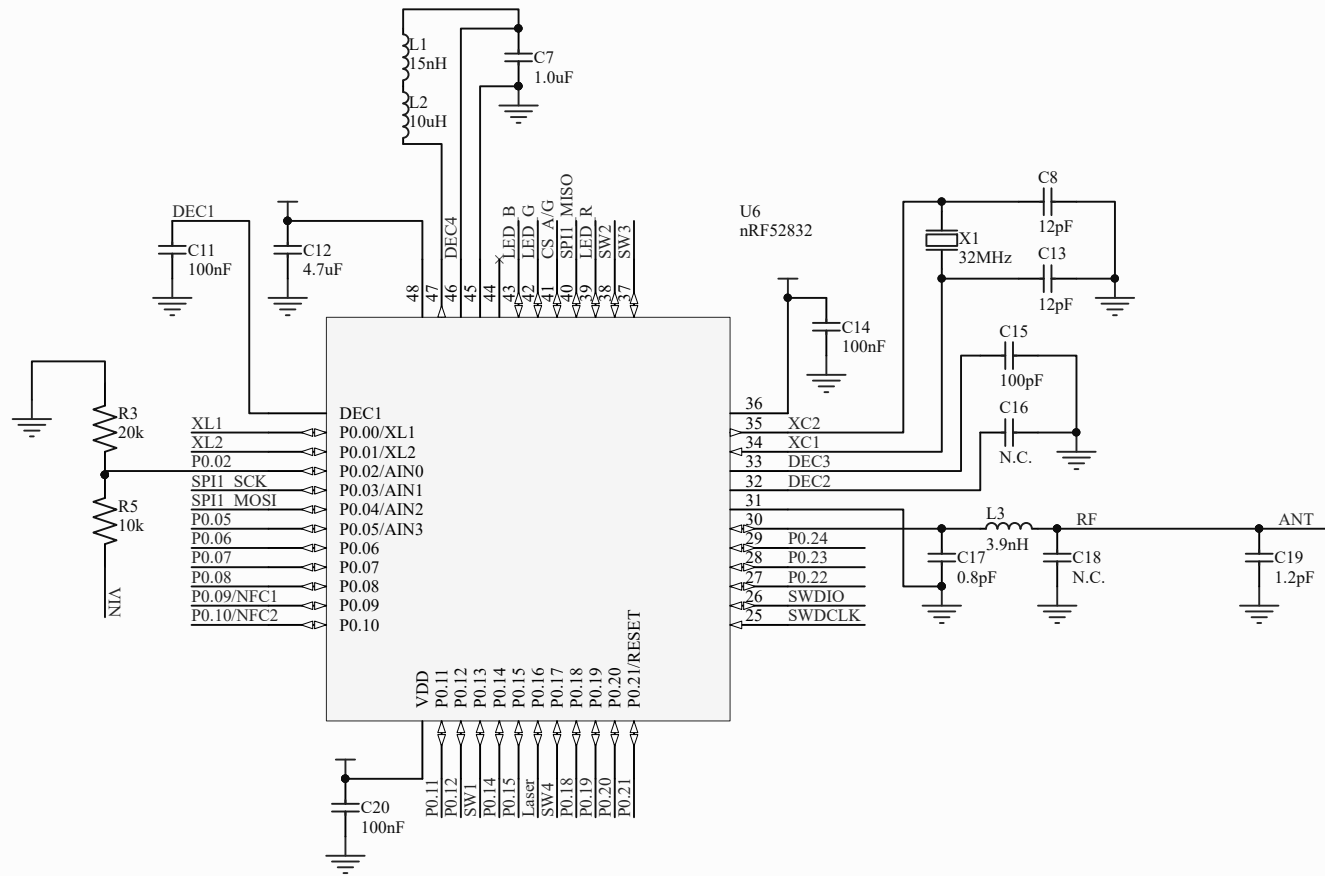 L1
15nH
L2
10uH
C7
1.0uF
DEC1
C11
100nF
C12
4.7uF
DEC4
LED_B
LED_G
CS_A/G
SPI1_MISO
LED_R
SW2
SW3
48
47
46
45
44
43
42
41
40
39
38
37
U6
nRF52832
C8
12pF
X1
32MHz
C13
12pF
C14
100nF
C15
100pF
C16
N.C.
R3
20k
R5
10k
VIN
XL1
XL2
P0.02
SPI1_SCK
SPI1_MOSI
P0.05
P0.06
P0.07
P0.08
P0.09/NFC1
P0.10/NFC2
DEC1
P0.00/XL1
P0.01/XL2
P0.02/AIN0
P0.03/AIN1
P0.04/AIN2
P0.05/AIN3
P0.06
P0.07
P0.08
P0.09
P0.10
36
35 XC2
34 XC1
33 DEC3
32 DEC2
31
30
29 P0.24
28 P0.23
27 P0.22
26 SWDIO
25 SWDCLK
L3
3.9nH
RF
ANT
C17
0.8pF
C18
N.C.
C19
1.2pF
VDD
P0.11
P0.12
P0.13
P0.14
P0.15
P0.16
P0.17
P0.18
P0.19
P0.20
P0.21/RESET
C20
100nF
P0.11
P0.12
SW1
P0.14
P0.15
Laser
SW4
P0.18
P0.19
P0.20
P0.21